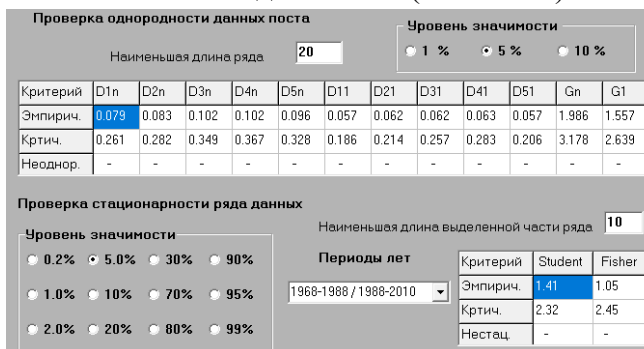 Проверка однородности данных поста
Уровень значимости
Наименьшая длина ряда 20
1 % 5 % 10 %
Критерий D1n D2n D3n D4n D5n D11 D21 D31 D41 D51 Gn G1
Эмпирич. 0.079 0.083 0.102 0.102 0.096 0.057 0.062 0.062 0.063 0.057 1.986 1.557
Кртич. 0.261 0.282 0.349 0.367 0.328 0.186 0.214 0.257 0.283 0.206 3.178 2.639
Неоднор. - - - - - - - - - - - -
Проверка стационарности ряда данных
Наименьшая длина выделенной части ряда 10
Уровень значимости
0.2% 5.0% 30% 90%
1.0% 10% 70% 95%
2.0% 20% 80% 99%
Периоды лет
1968-1988 / 1988-2010
Критерий Student Fisher
Эмпирич. 1.41 1.05
Кртич. 2.32 2.45
Нестац. - -